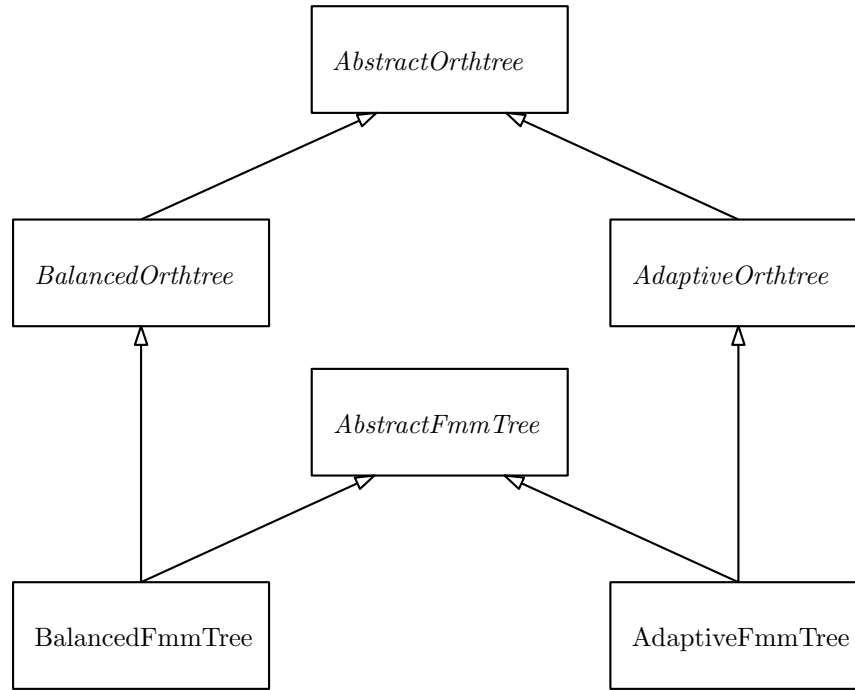 AbstractOrthtree
BalancedOrthtree
AdaptiveOrthtree
AbstractFmmTree
BalancedFmmTree
AdaptiveFmmTree